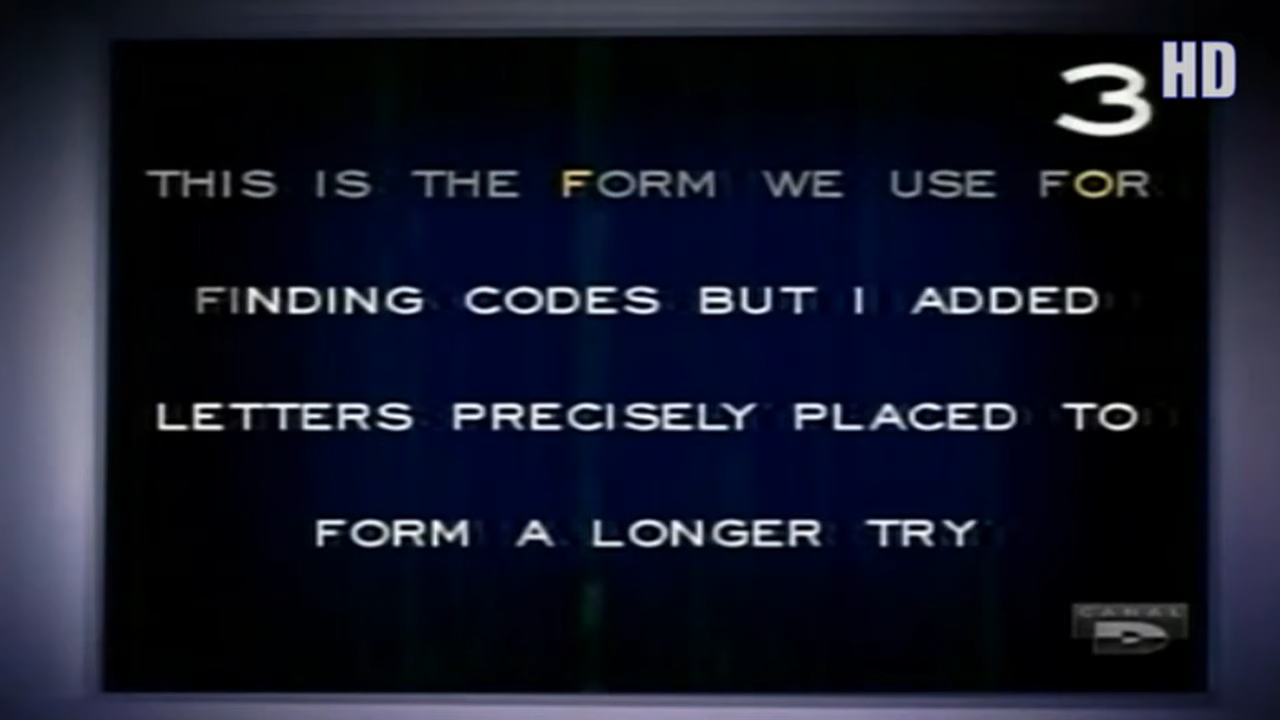 3
HD
THIS IS THE FORM WE USE FOR
FINDING CODES BUT I ADDED
LETTERS PRECISELY PLACED TO
FORM A LONGER TRY
CANAL
D